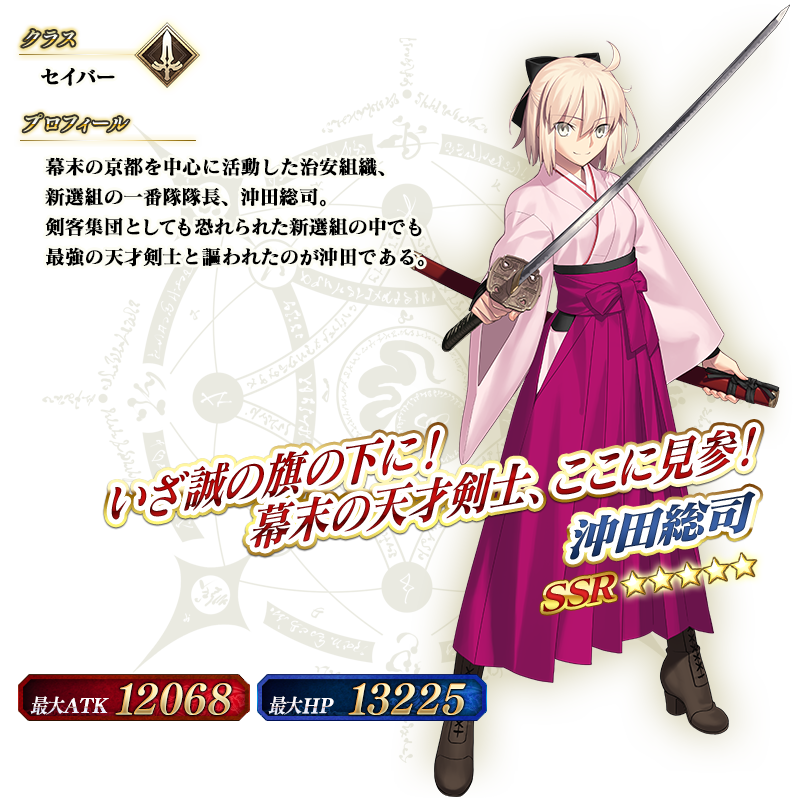 クラス
セイバー
プロフィール
幕末の京都を中心に活動した治安組織、
新選組の一番隊隊長、沖田総司。
剣客集団としても恐れられた新選組の中でも
最強の天才剣士と謳われたのが沖田である。
いざ誠の旗の下に!
幕末の天才剣士、ここに見参!
沖田総司
SSR ☆☆☆☆☆
最大ATK 12068
最大HP 13225